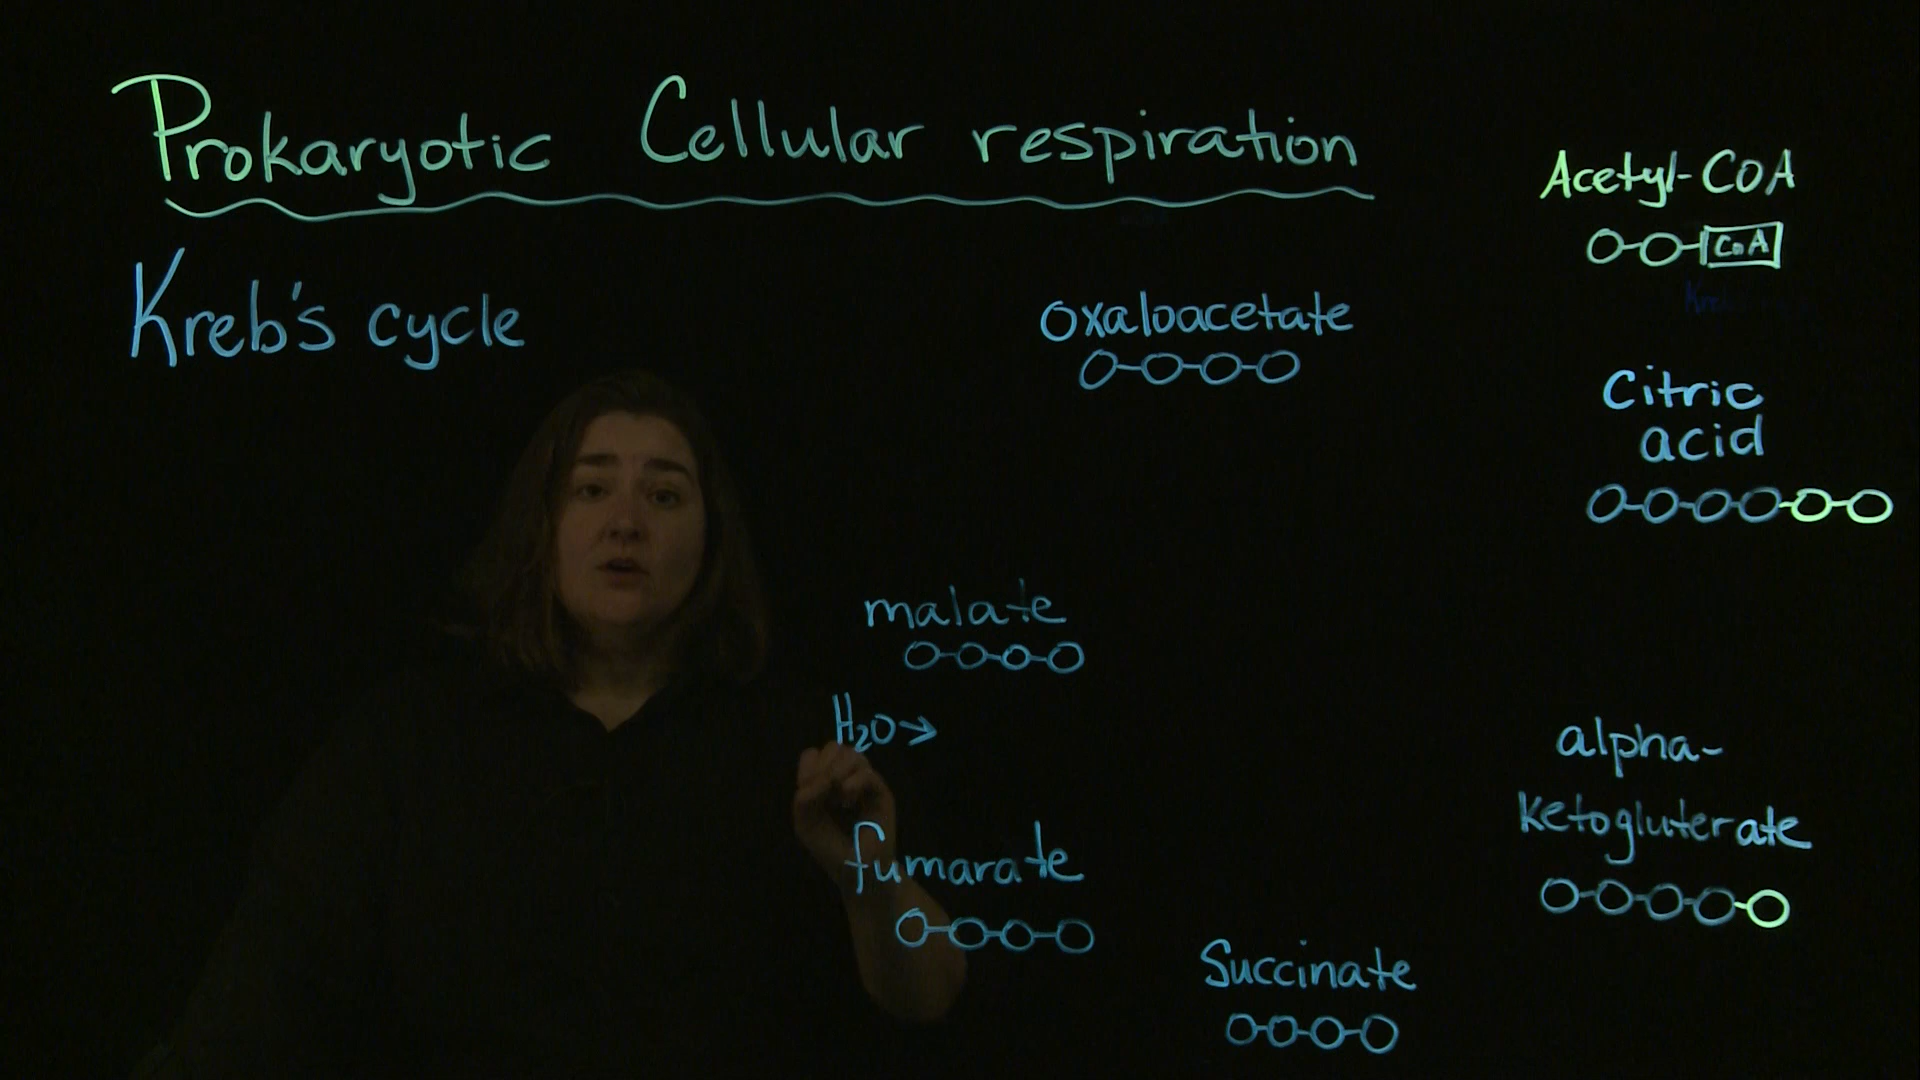 Prokaryotic Cellular respiration
Acetyl-CoA
CoA
Kreb's cycle
Oxaloacetate
Citric
acid
malate
H₂O→
alpha-
ketogluterate
fumarate
Succinate